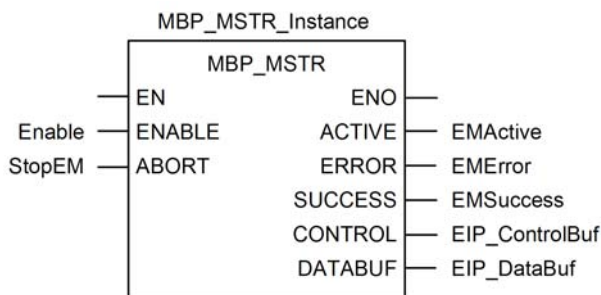 MBP_MSTR_Instance
MBP_MSTR
EN ENO
Enable ENABLE ACTIVE EMActive
StopEM ABORT ERROR EMError
SUCCESS EMSuccess
CONTROL EIP_ControlBuf
DATABUF EIP_DataBuf